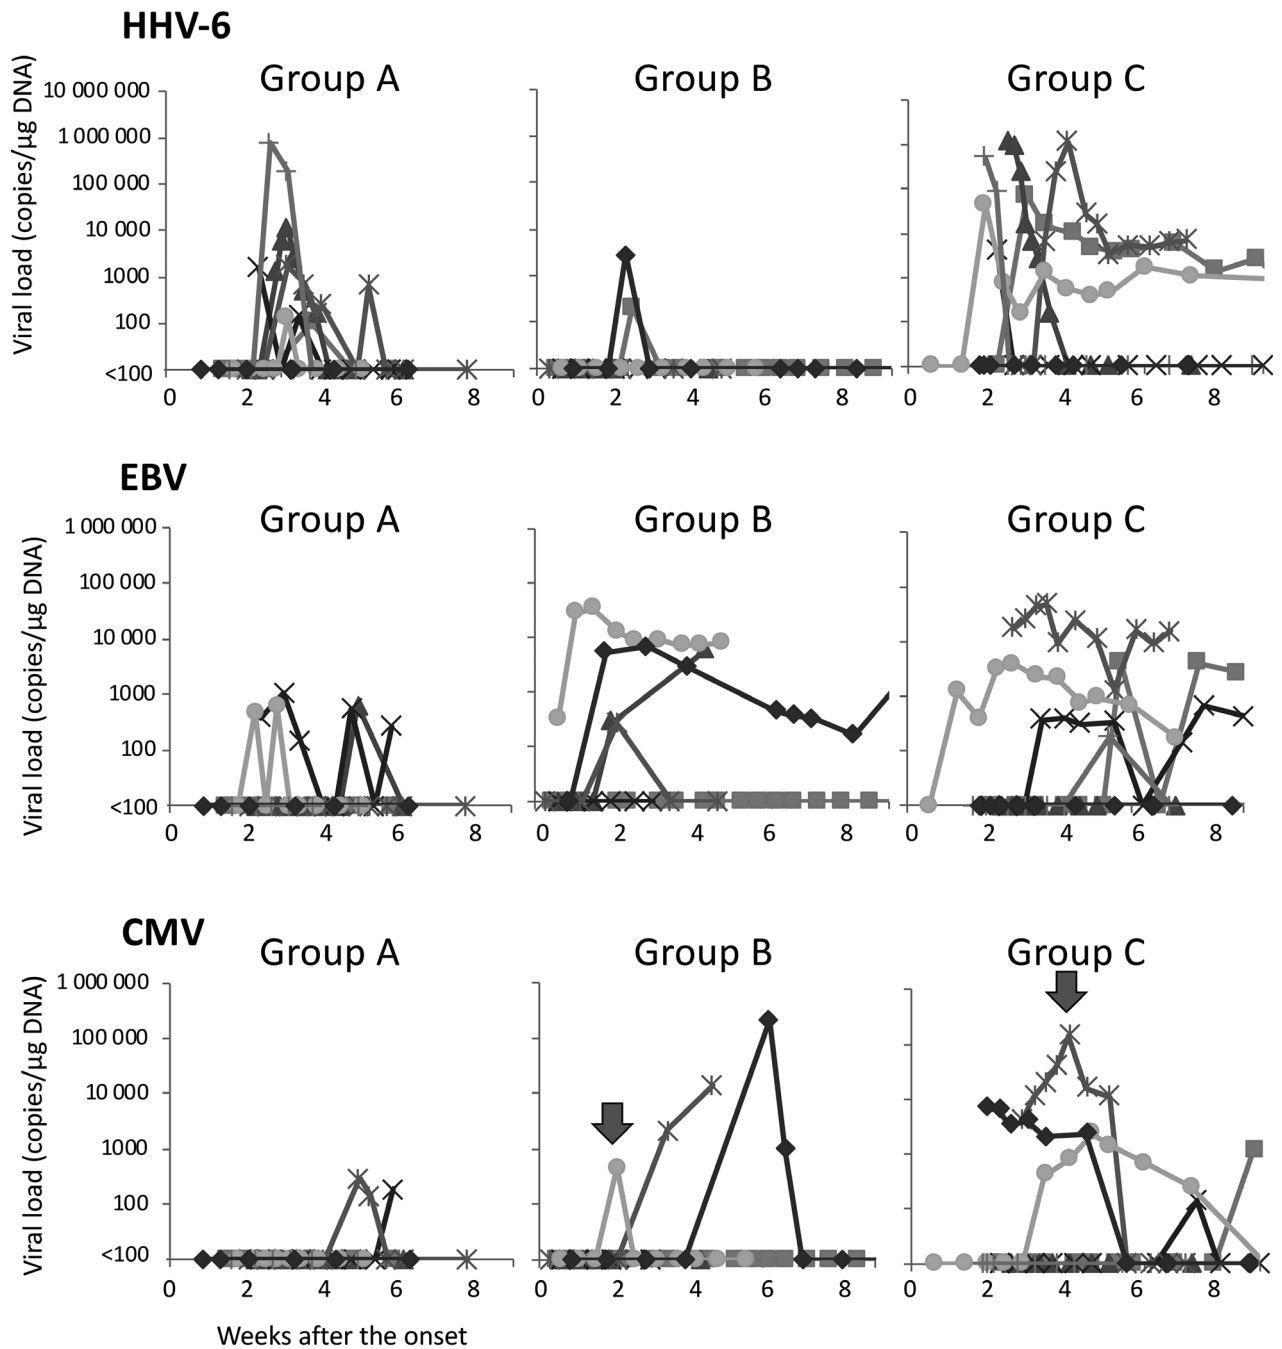 HHV-6
Group A
Group B
Group C
Viral load (copies/µg DNA)
10 000 000
1 000 000
100 000
10 000
1000
100
<100
0 2 4 6 8
0 2 4 6 8
0 2 4 6 8
EBV
Group A
Group B
Group C
Viral load (copies/µg DNA)
1 000 000
100 000
10 000
1000
100
<100
0 2 4 6 8
0 2 4 6 8
0 2 4 6 8
CMV
Group A
Group B
Group C
Viral load (copies/µg DNA)
1 000 000
100 000
10 000
1000
100
<100
0 2 4 6 8
0 2 4 6 8
0 2 4 6 8
Weeks after the onset